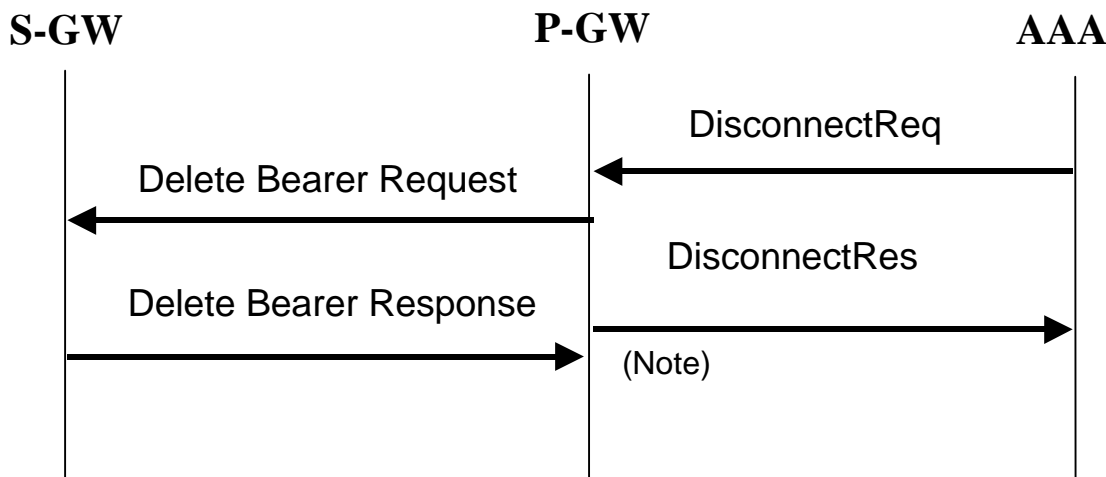 S-GW
P-GW
AAA
DisconnectReq
Delete Bearer Request
DisconnectRes
Delete Bearer Response
(Note)